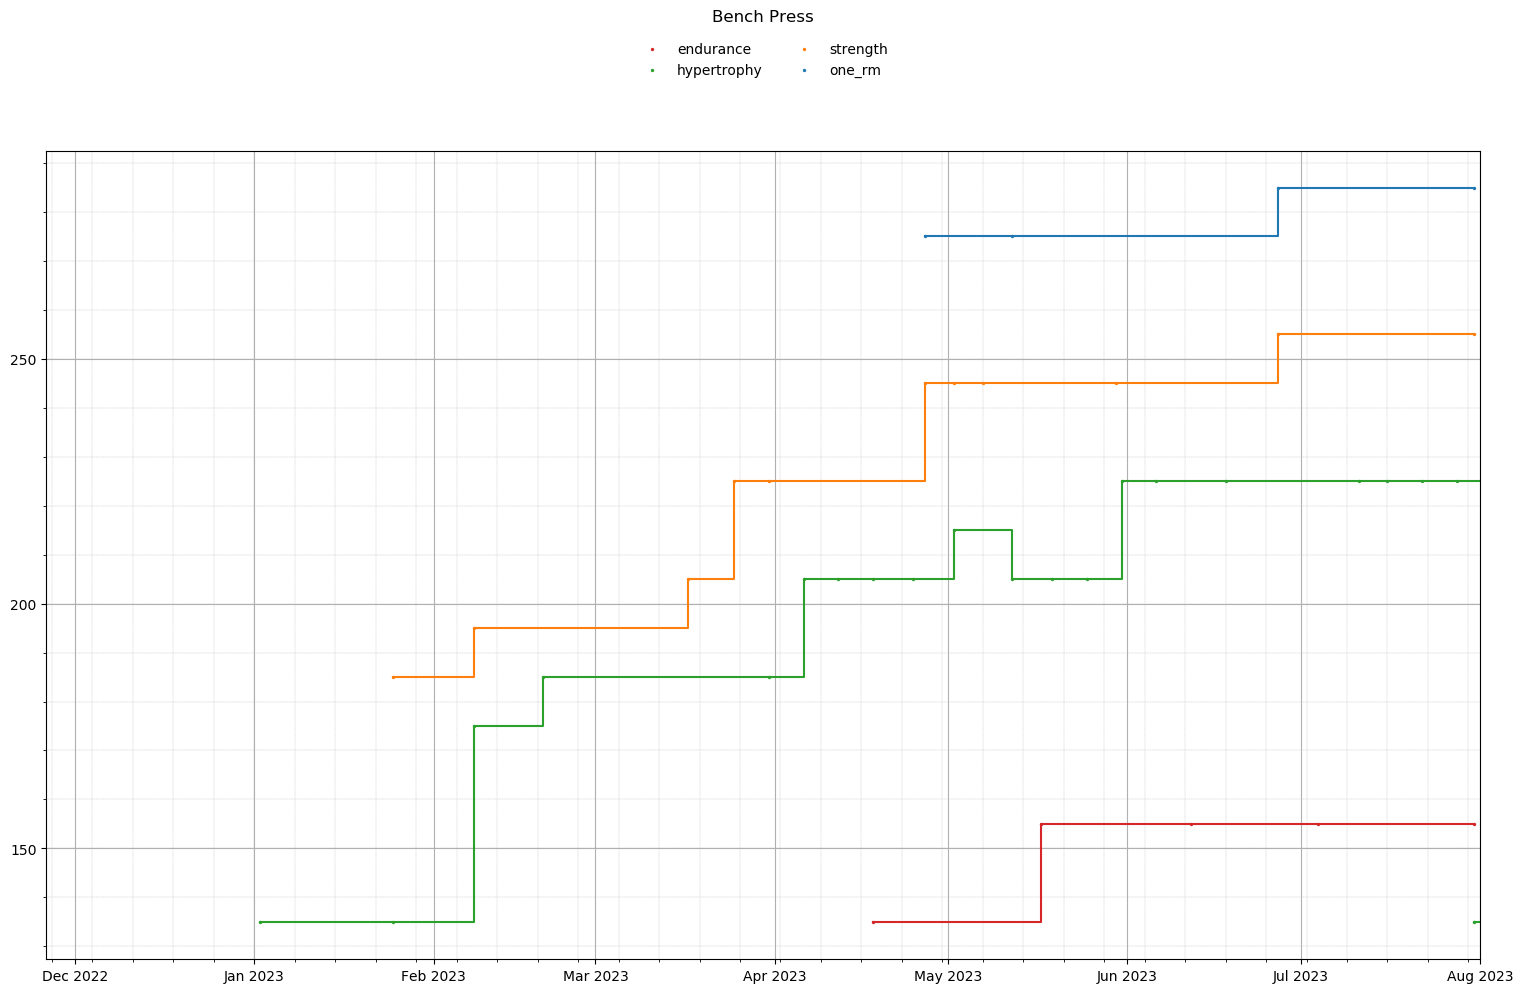 Bench Press
endurance
strength
hypertrophy
one_rm
250
200
150
Dec 2022
Jan 2023
Feb 2023
Mar 2023
Apr 2023
May 2023
Jun 2023
Jul 2023
Aug 2023